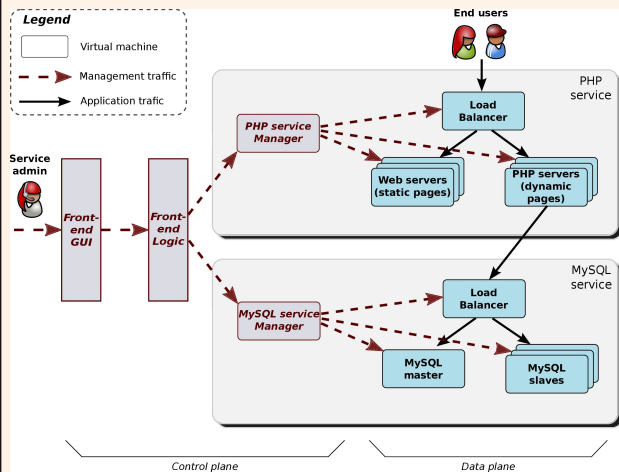 Legend
Virtual machine
Management traffic
Application trafic
End users
PHP
service
Load
Balancer
PHP service
Manager
Web servers
(static pages)
PHP servers
(dynamic
pages)
Service
admin
Front-
end
GUI
Front-
end
Logic
MySQL
service
Load
Balancer
MySQL service
Manager
MySQL
master
MySQL
slaves
Control plane
Data plane